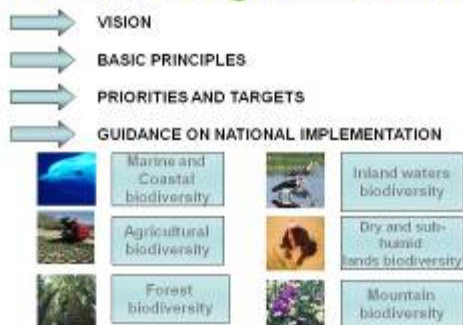 VISION
BASIC PRINCIPLES
PRIORITIES AND TARGETS
GUIDANCE ON NATIONAL IMPLEMENTATION
Marine and
Coastal
biodiversity
Inland waters
biodiversity
Agricultural
biodiversity
Dry and sub-
humid
lands biodiversity
Forest
biodiversity
Mountain
biodiversity